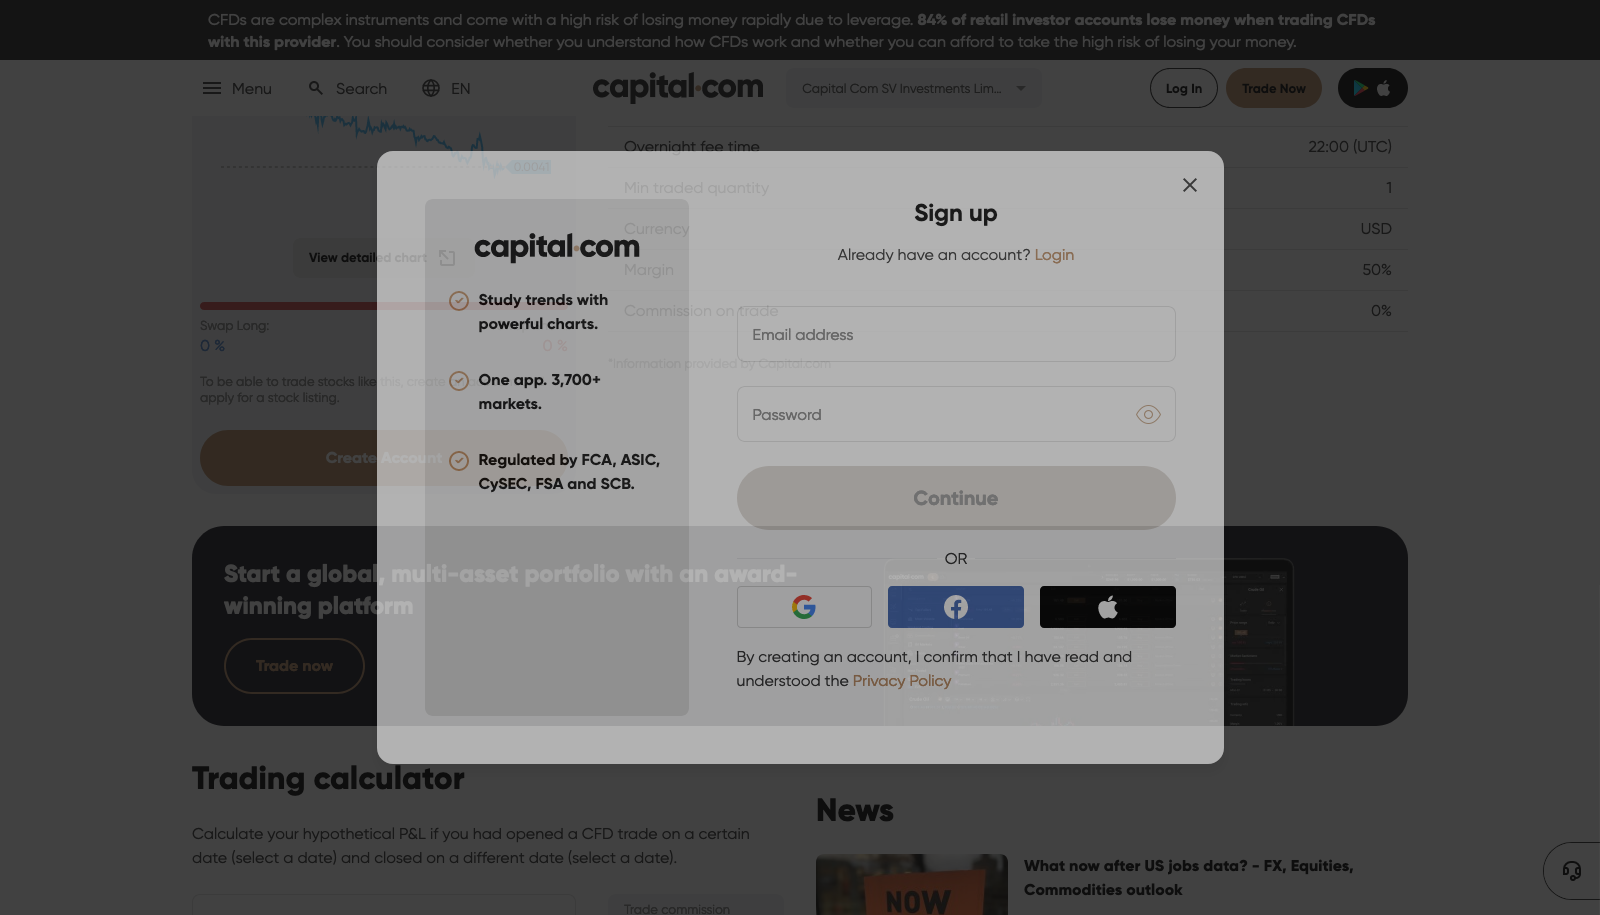 CFDs are complex instruments and come with a high risk of losing money rapidly due to leverage. 84% of retail investor accounts lose money when trading CFDs
with this provider. You should consider whether you understand how CFDs work and whether you can afford to take the high risk of losing your money.
Menu
Search
EN
capital.com
Capital Com SV Investments Lim...
Log In
Trade Now
0.0041
View detailed chart
Swap Long:
0 %
0 %
To be able to trade stocks like this, create
apply for a stock listing.
Create Account
Overnight fee time 22:00 (UTC)
Min traded quantity 1
Currency USD
Margin 50%
Commission on trade 0%
*Information provided by Capital.com
capital.com
Study trends with
powerful charts.
One app. 3,700+
markets.
Regulated by FCA, ASIC,
CySEC, FSA and SCB.
Sign up
Already have an account? Login
Email address
Password
Continue
OR
By creating an account, I confirm that I have read and
understood the Privacy Policy
Start a global, multi-asset portfolio with an award-
winning platform
Trade now
Trading calculator
Calculate your hypothetical P&L if you had opened a CFD trade on a certain
date (select a date) and closed on a different date (select a date).
Trade commission
News
NOW
What now after US jobs data? - FX, Equities,
Commodities outlook